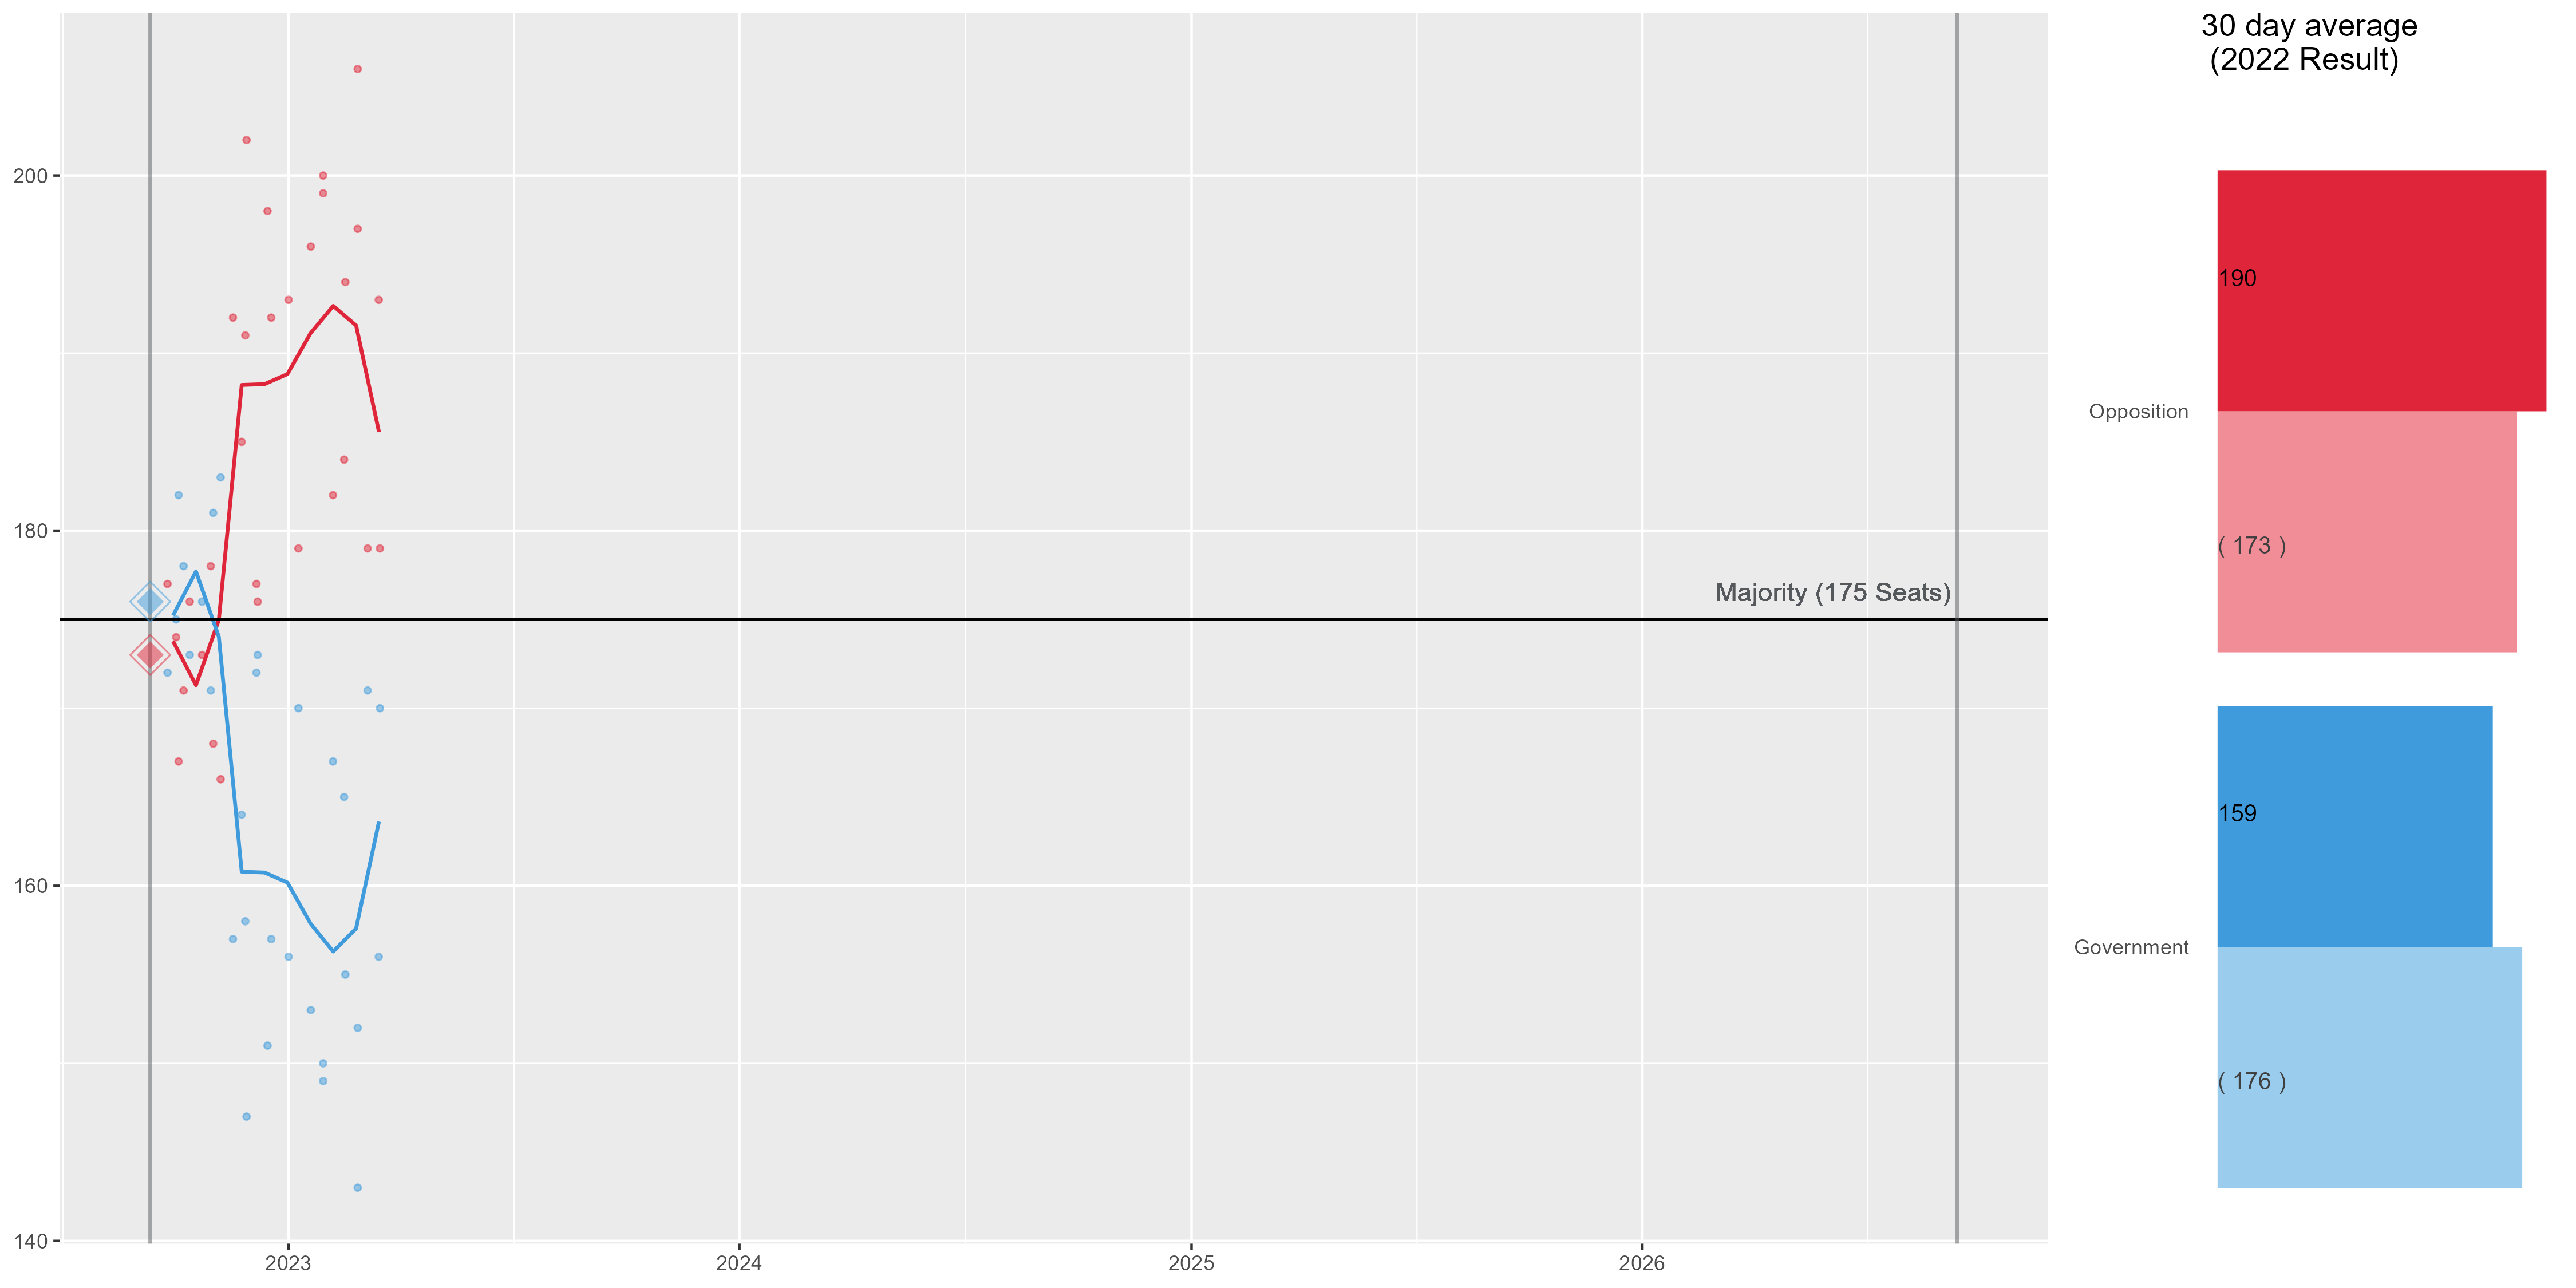 30 day average
(2022 Result)
200
180
160
140
2023
2024
2025
2026
Majority (175 Seats)
Opposition
190
( 173 )
Government
159
( 176 )